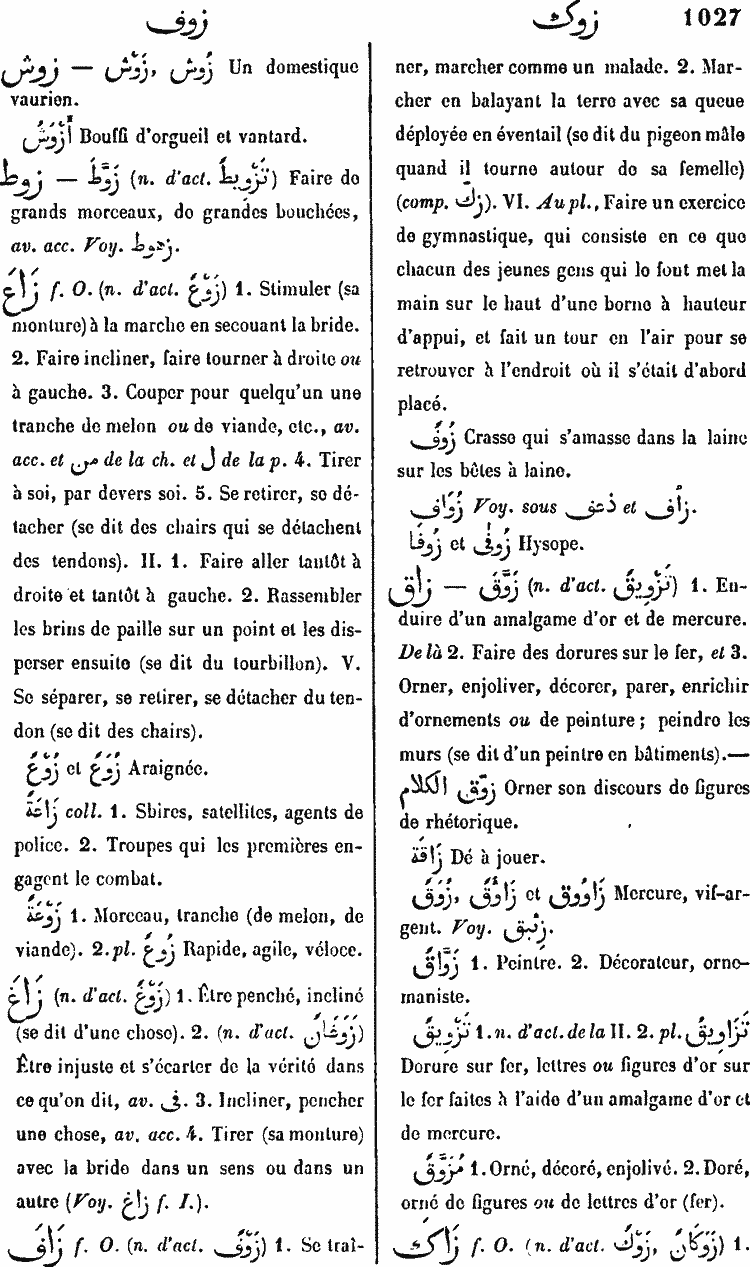 زوف
زوك 1027
زوش — زَوْش, زُوش Un domestique
vaurien.
أَزْوَشُ Bouffi d'orgueil et vantard.
زوط — زَوَّطَ (n. d'act. تَزْوِيطٌ) Faire de
grands morceaux, de grandes bouchées,
av. acc. Voy. زهوط.
زَاعَ f. O. (n. d'act. زَوْعٌ) 1. Stimuler (sa
monture) à la marche en secouant la bride.
2. Faire incliner, faire tourner à droite ou
à gauche. 3. Couper pour quelqu'un une
tranche de melon ou de viande, etc., av.
acc. et من de la ch. et ل de la p. 4. Tirer
à soi, par devers soi. 5. Se retirer, se dé-
tacher (se dit des chairs qui se détachent
des tendons). II. 1. Faire aller tantôt à
droite et tantôt à gauche. 2. Rassembler
les brins de paille sur un point et les dis-
perser ensuite (se dit du tourbillon). V.
Se séparer, se retirer, se détacher du ten-
don (se dit des chairs).
زُوْعٌ et زُوَعٌ Araignée.
زَاعَةٌ coll. 1. Sbires, satellites, agents de
police. 2. Troupes qui les premières en-
gagent le combat.
زُوْعَةٌ 1. Morceau, tranche (de melon, de
viande). 2. pl. زُوعٌ Rapide, agile, véloce.
زَاغَ (n. d'act. زَوْغٌ) 1. Être penché, incliné
(se dit d'une chose). 2. (n. d'act. زَوَغَانٌ)
Être injuste et s'écarter de la vérité dans
ce qu'on dit, av. في. 3. Incliner, pencher
une chose, av. acc. 4. Tirer (sa monture)
avec la bride dans un sens ou dans un
autre (Voy. زاغ f. I.).
زَافَ f. O. (n. d'act. زَوْفٌ) 1. Se traî-
ner, marcher comme un malade. 2. Mar-
cher en balayant la terre avec sa queue
déployée en éventail (se dit du pigeon mâle
quand il tourne autour de sa femelle)
(comp. زكّ). VI. Au pl., Faire un exercice
de gymnastique, qui consiste en ce que
chacun des jeunes gens qui le font met la
main sur le haut d'une borne à hauteur
d'appui, et fait un tour en l'air pour se
retrouver à l'endroit où il s'était d'abord
placé.
زُوَفٌ Crasse qui s'amasse dans la laine
sur les bêtes à laine.
زُوَافٌ Voy. sous ذعف et زأف.
زُوفَى et زُوفَا Hysope.
زاق — زَوَّقَ (n. d'act. تَزْوِيقٌ) 1. En-
duire d'un amalgame d'or et de mercure.
De là 2. Faire des dorures sur le fer, et 3.
Orner, enjoliver, décorer, parer, enrichir
d'ornements ou de peinture; peindre les
murs (se dit d'un peintre en bâtiments).—
زوّق الكلام Orner son discours de figures
de rhétorique.
زَاقَةٌ Dé à jouer.
زُوَقٌ, زَاوُقٌ et زَاوُوق Mercure, vif-ar-
gent. Voy. زئبق.
زَوَّاقٌ 1. Peintre. 2. Décorateur, orne-
maniste.
تَزْوِيقٌ 1. n. d'act. de la II. 2. pl. تَزَاوِيقُ
Dorure sur fer, lettres ou figures d'or sur
le fer faites à l'aide d'un amalgame d'or et
de mercure.
مُزَوَّقٌ 1. Orné, décoré, enjolivé. 2. Doré,
orné de figures ou de lettres d'or (fer).
زَاكَ f. O. (n. d'act. زَوْكٌ, زَوَكَانٌ) 1.